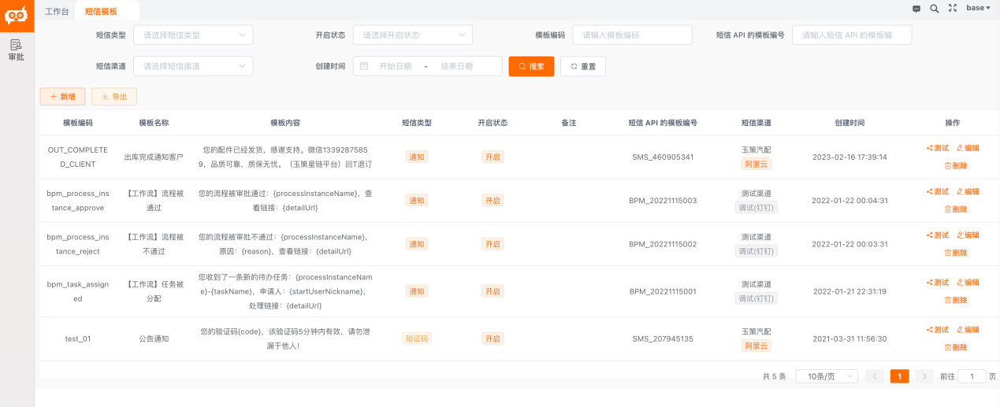 工作台 短信模板 base
审批
短信类型 请选择短信类型 开启状态 请选择开启状态 模板编码 请输入模板编码 短信 API 的模板编号 请输入短信 API 的模板编
短信渠道 请选择短信渠道 创建时间 开始日期 - 结束日期 搜索 重置
新增 导出
模板编码 模板名称 模板内容 短信类型 开启状态 备注 短信 API 的模板编号 短信渠道 创建时间 操作
OUT_COMPLETE
D_CLIENT
出库完成通知客户
您的配件已经发货，感谢支持。微信1339287585
9，品质可靠，质保无忧。（玉策星链平台）回T退订
通知
开启
SMS_460905341
玉策汽配
阿里云
2023-02-16 17:39:14
测试 编辑
删除
bpm_process_ins
tance_approve
【工作流】流程被
通过
您的流程被审批通过：{processInstanceName}，查
看链接：{detailUrl}
通知
开启
BPM_20221115003
测试渠道
调试(钉钉)
2022-01-22 00:04:31
测试 编辑
删除
bpm_process_ins
tance_reject
【工作流】流程被
不通过
您的流程被审批不通过：{processInstanceName}，
原因：{reason}，查看链接：{detailUrl}
通知
开启
BPM_20221115002
测试渠道
调试(钉钉)
2022-01-22 00:03:31
测试 编辑
删除
bpm_task_assign
ed
【工作流】任务被
分配
您收到了一条新的待办任务：{processInstanceNam
e}-{taskName}，申请人：{startUserNickname}，
处理链接：{detailUrl}
通知
开启
BPM_20221115001
测试渠道
调试(钉钉)
2022-01-21 22:31:19
测试 编辑
删除
test_01
公告通知
您的验证码{code}，该验证码5分钟内有效，请勿泄
漏于他人！
验证码
开启
SMS_207945135
玉策汽配
阿里云
2021-03-31 11:56:30
测试 编辑
删除
共 5 条 10条/页 1 前往 1 页